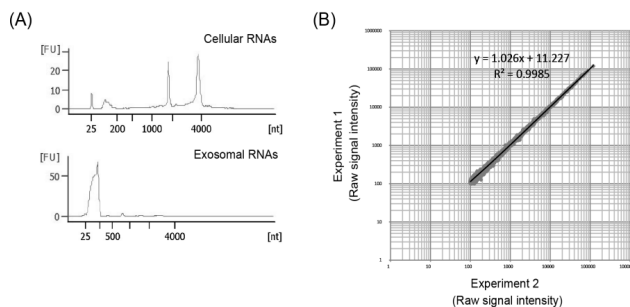 (A)
Cellular RNAs
[FU]
30
20
10
0
25 200 1000 4000 [nt]
Exosomal RNAs
[FU]
50
0
25 500 4000 [nt]
(B)
1000000
100000
10000
1000
100
10
1
y = 1.026x + 11.227
R² = 0.9985
Experiment 1
(Raw signal intensity)
1 10 100 1000 10000 100000 1000000
Experiment 2
(Raw signal intensity)